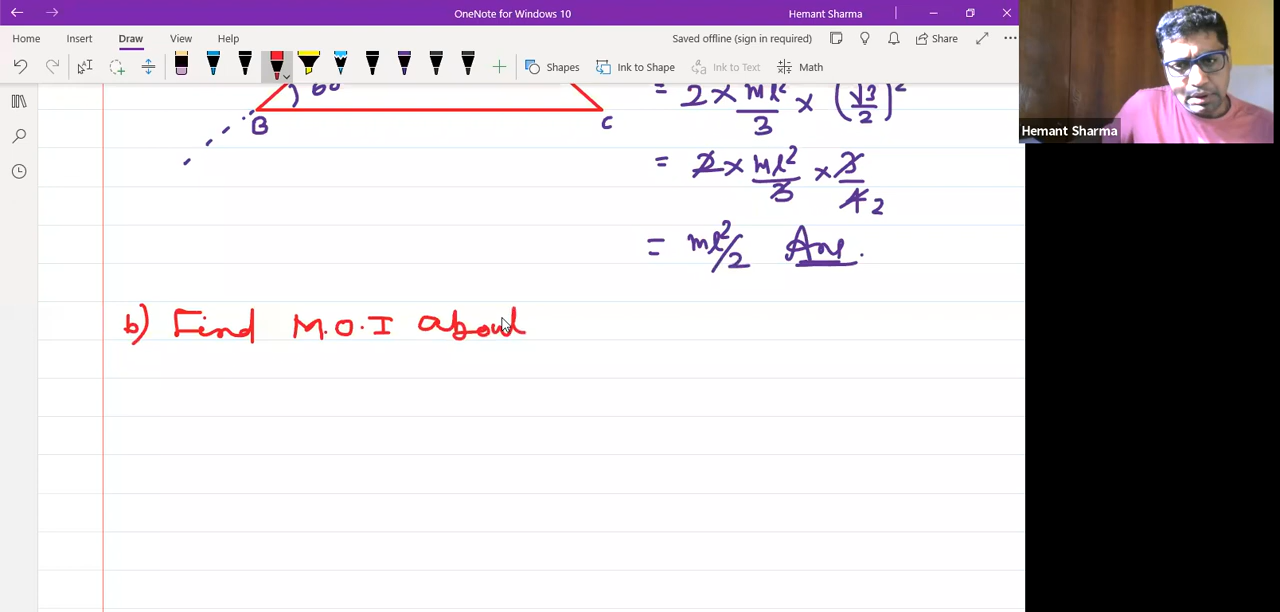 OneNote for Windows 10
Hemant Sharma
Home Insert Draw View Help
Saved offline (sign in required)
Share
Shapes
Ink to Shape
Ink to Text
Math
60
B
C
= 2 × ml²/3 × (√3/2)²
= 2 × ml²/3 × 3/4 2
= ml²/2 Ans.
b) Find M.O.I about
Hemant Sharma